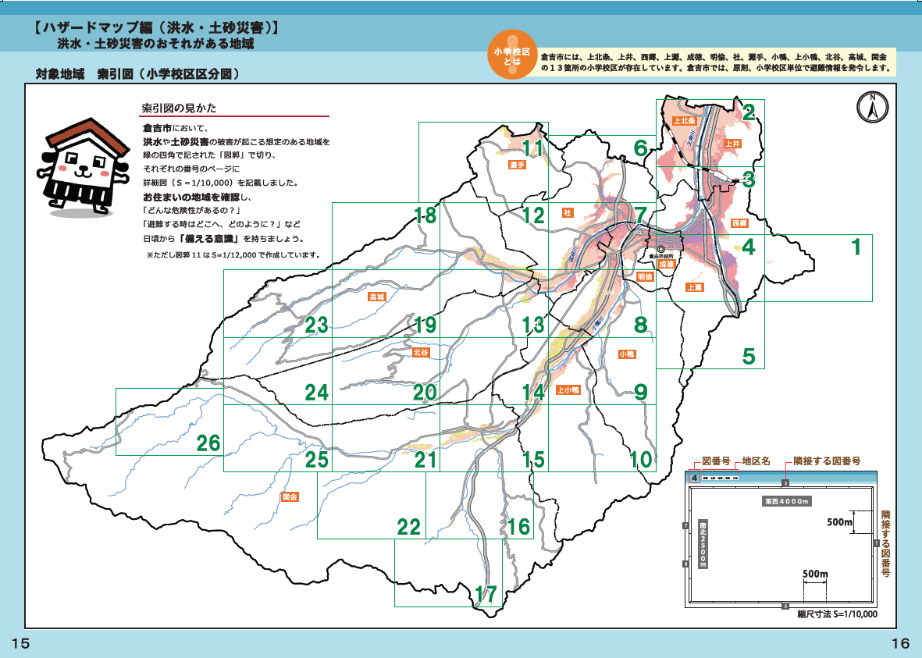 【ハザードマップ編（洪水・土砂災害）】
洪水・土砂災害のおそれがある地域
小学校区
とは
倉吉市には、上北条、上井、西郷、上灘、成徳、明倫、社、灘手、小鴨、上小鴨、北谷、高城、関金
の１３箇所の小学校区が存在しています。倉吉市では、原則、小学校区単位で避難情報を発令します。
対象地域　索引図（小学校区区分図）
索引図の見かた
倉吉市において、
洪水や土砂災害の被害が起こる想定のある地域を
緑の四角で記された「図郭」で切り、
それぞれの番号のページに
詳細図（S＝1/10,000）を記載しました。
お住まいの地域を確認し、
「どんな危険性があるの？」
「避難する時はどこへ、どのように？」など
日頃から「備える意識」を持ちましょう。
※ただし図郭 11 は S=1/12,000 で作成しています。
N
2
上北条
天神川
上井
11
6
灘手
3
18
12
社
7
西郷
4
1
倉吉市役所
成徳
明倫
上灘
高城
23
19
13
小鴨川
8
北谷
小鴨
5
24
20
14
上小鴨
9
26
25
21
15
10
関金
22
16
17
図番号
地区名
隣接する図番号
4
3
東西４０００m
南北２５００m
500m
500m
隣接する図番号
縮尺寸法 S=1/10,000
15
16